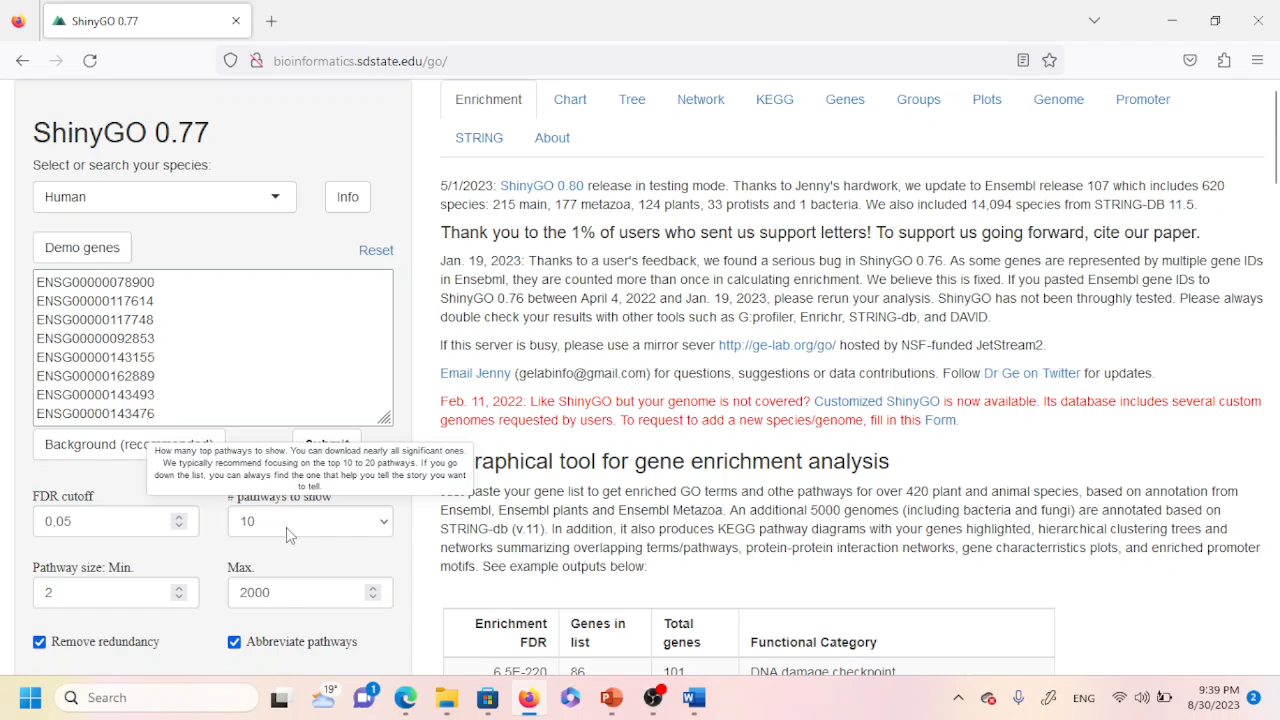 ShinyGO 0.77
bioinformatics.sdstate.edu/go/
ShinyGO 0.77
Select or search your species:
Human
Info
Demo genes
Reset
ENSG00000078900
ENSG00000117614
ENSG00000117748
ENSG00000092853
ENSG00000143155
ENSG00000162889
ENSG00000143493
ENSG00000143476
Background (recommended)
Submit
How many top pathways to show. You can download nearly all significant ones.
We typically recommend focusing on the top 10 to 20 pathways. If you go
down the list, you can always find the one that help you tell the story you want
to tell.
FDR cutoff
# pathways to show
0,05
10
Pathway size: Min.
Max.
2
2000
Remove redundancy
Abbreviate pathways
Enrichment
Chart
Tree
Network
KEGG
Genes
Groups
Plots
Genome
Promoter
STRING
About
5/1/2023: ShinyGO 0.80 release in testing mode. Thanks to Jenny's hardwork, we update to Ensembl release 107 which includes 620
species: 215 main, 177 metazoa, 124 plants, 33 protists and 1 bacteria. We also included 14,094 species from STRING-DB 11.5.
Thank you to the 1% of users who sent us support letters! To support us going forward, cite our paper.
Jan. 19, 2023: Thanks to a user's feedback, we found a serious bug in ShinyGO 0.76. As some genes are represented by multiple gene IDs
in Ensebml, they are counted more than once in calculating enrichment. We believe this is fixed. If you pasted Ensembl gene IDs to
ShinyGO 0.76 between April 4, 2022 and Jan. 19, 2023, please rerun your analysis. ShinyGO has not been throughly tested. Please always
double check your results with other tools such as G:profiler, Enrichr, STRING-db, and DAVID.
If this server is busy, please use a mirror sever http://ge-lab.org/go/ hosted by NSF-funded JetStream2.
Email Jenny (gelabinfo@gmail.com) for questions, suggestions or data contributions. Follow Dr Ge on Twitter for updates.
Feb. 11, 2022: Like ShinyGO but your genome is not covered? Customized ShinyGO is now available. Its database includes several custom
genomes requested by users. To request to add a new species/genome, fill in this Form.
raphical tool for gene enrichment analysis
Just paste your gene list to get enriched GO terms and othe pathways for over 420 plant and animal species, based on annotation from
Ensembl, Ensembl plants and Ensembl Metazoa. An additional 5000 genomes (including bacteria and fungi) are annotated based on
STRING-db (v.11). In addition, it also produces KEGG pathway diagrams with your genes highlighted, hierarchical clustering trees and
networks summarizing overlapping terms/pathways, protein-protein interaction networks, gene characteristics plots, and enriched promoter
motifs. See example outputs below:
Enrichment
FDR
Genes in
list
Total
genes
Functional Category
6.5E-220
86
101
DNA damage checkpoint
Search
19°
1
ENG
9:39 PM
8/30/2023
2